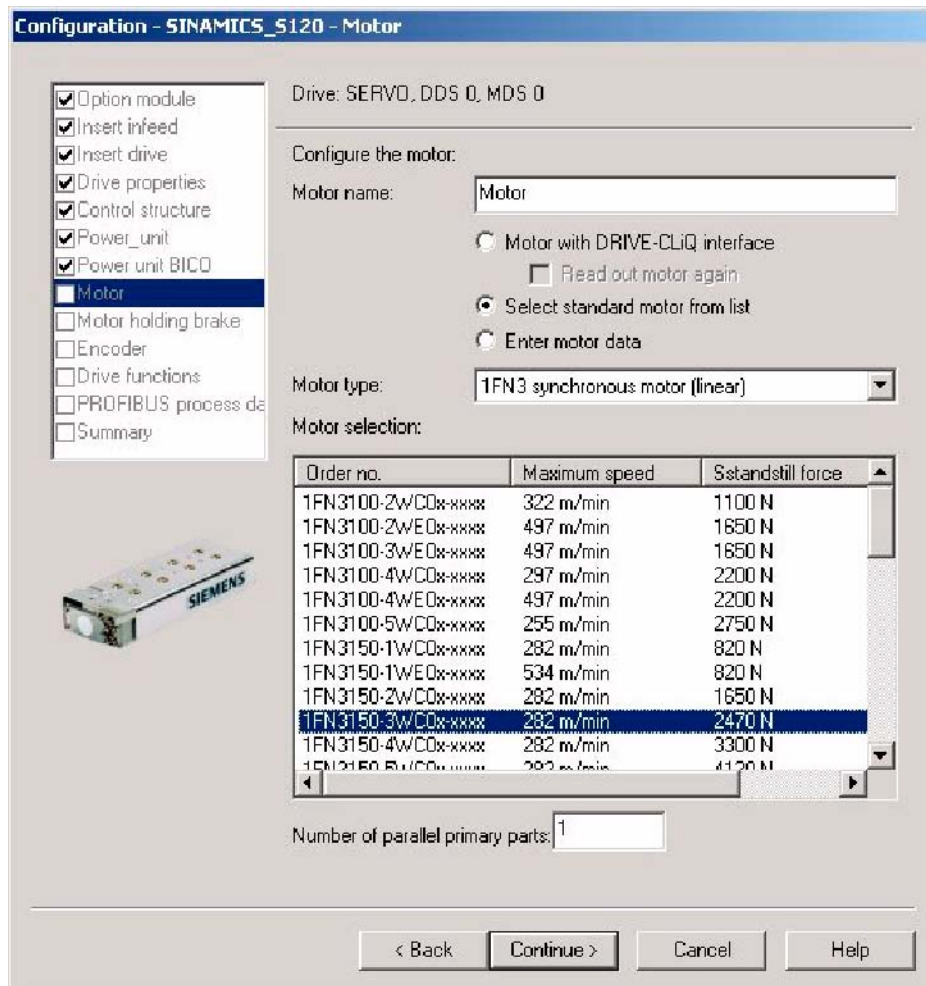 Configuration - SINAMICS_S120 - Motor
Option module
Insert infeed
Insert drive
Drive properties
Control structure
Power_unit
Power unit BICO
Motor
Motor holding brake
Encoder
Drive functions
PROFIBUS process da
Summary
SIEMENS
Drive: SERVO, DDS 0, MDS 0
Configure the motor:
Motor name: Motor
Motor with DRIVE-CLiQ interface
Read out motor again
Select standard motor from list
Enter motor data
Motor type: 1FN3 synchronous motor (linear)
Motor selection:
Order no. Maximum speed Sstandstill force
1FN3100-2WC0x-xxxx 322 m/min 1100 N
1FN3100-2WE0x-xxxx 497 m/min 1650 N
1FN3100-3WE0x-xxxx 497 m/min 1650 N
1FN3100-4WC0x-xxxx 297 m/min 2200 N
1FN3100-4WE0x-xxxx 497 m/min 2200 N
1FN3100-5WC0x-xxxx 255 m/min 2750 N
1FN3150-1WC0x-xxxx 282 m/min 820 N
1FN3150-1WE0x-xxxx 534 m/min 820 N
1FN3150-2WC0x-xxxx 282 m/min 1650 N
1FN3150-3WC0x-xxxx 282 m/min 2470 N
1FN3150-4WC0x-xxxx 282 m/min 3300 N
1FN3150-5WC0x-xxxx 282 m/min 4120 N
Number of parallel primary parts: 1
< Back Continue > Cancel Help